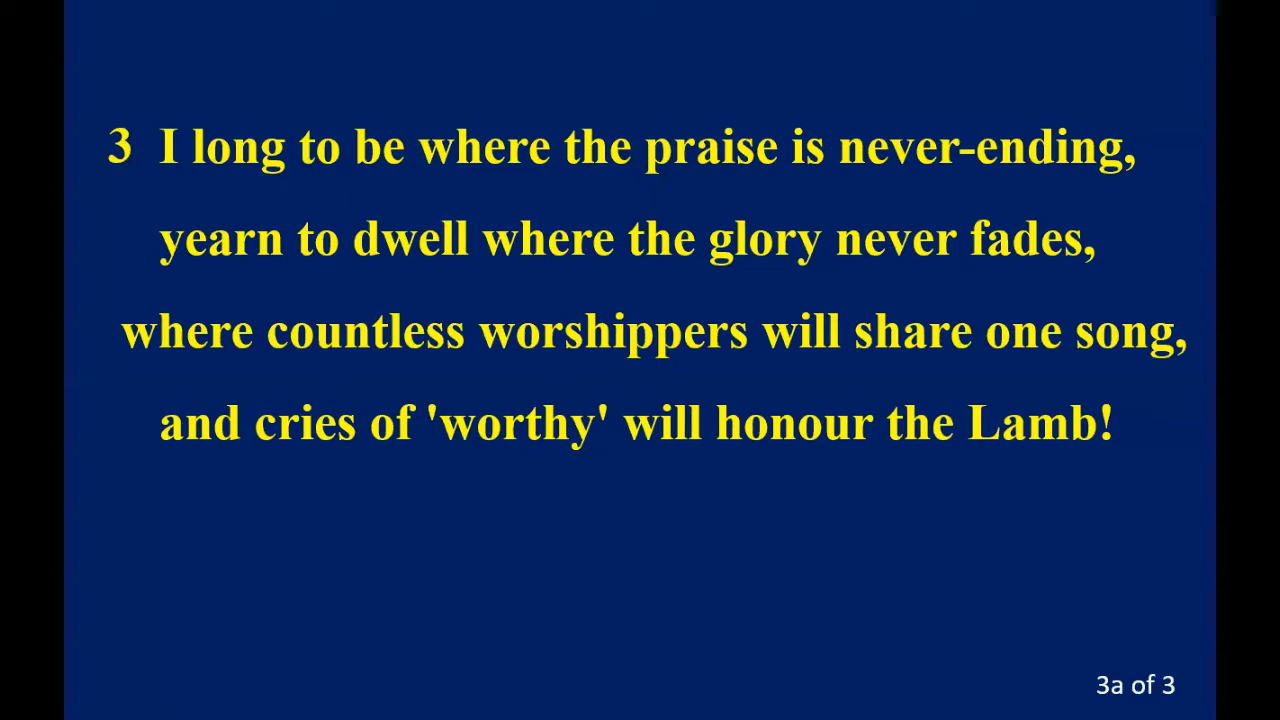 3 I long to be where the praise is never-ending,
yearn to dwell where the glory never fades,
where countless worshippers will share one song,
and cries of 'worthy' will honour the Lamb!
3a of 3